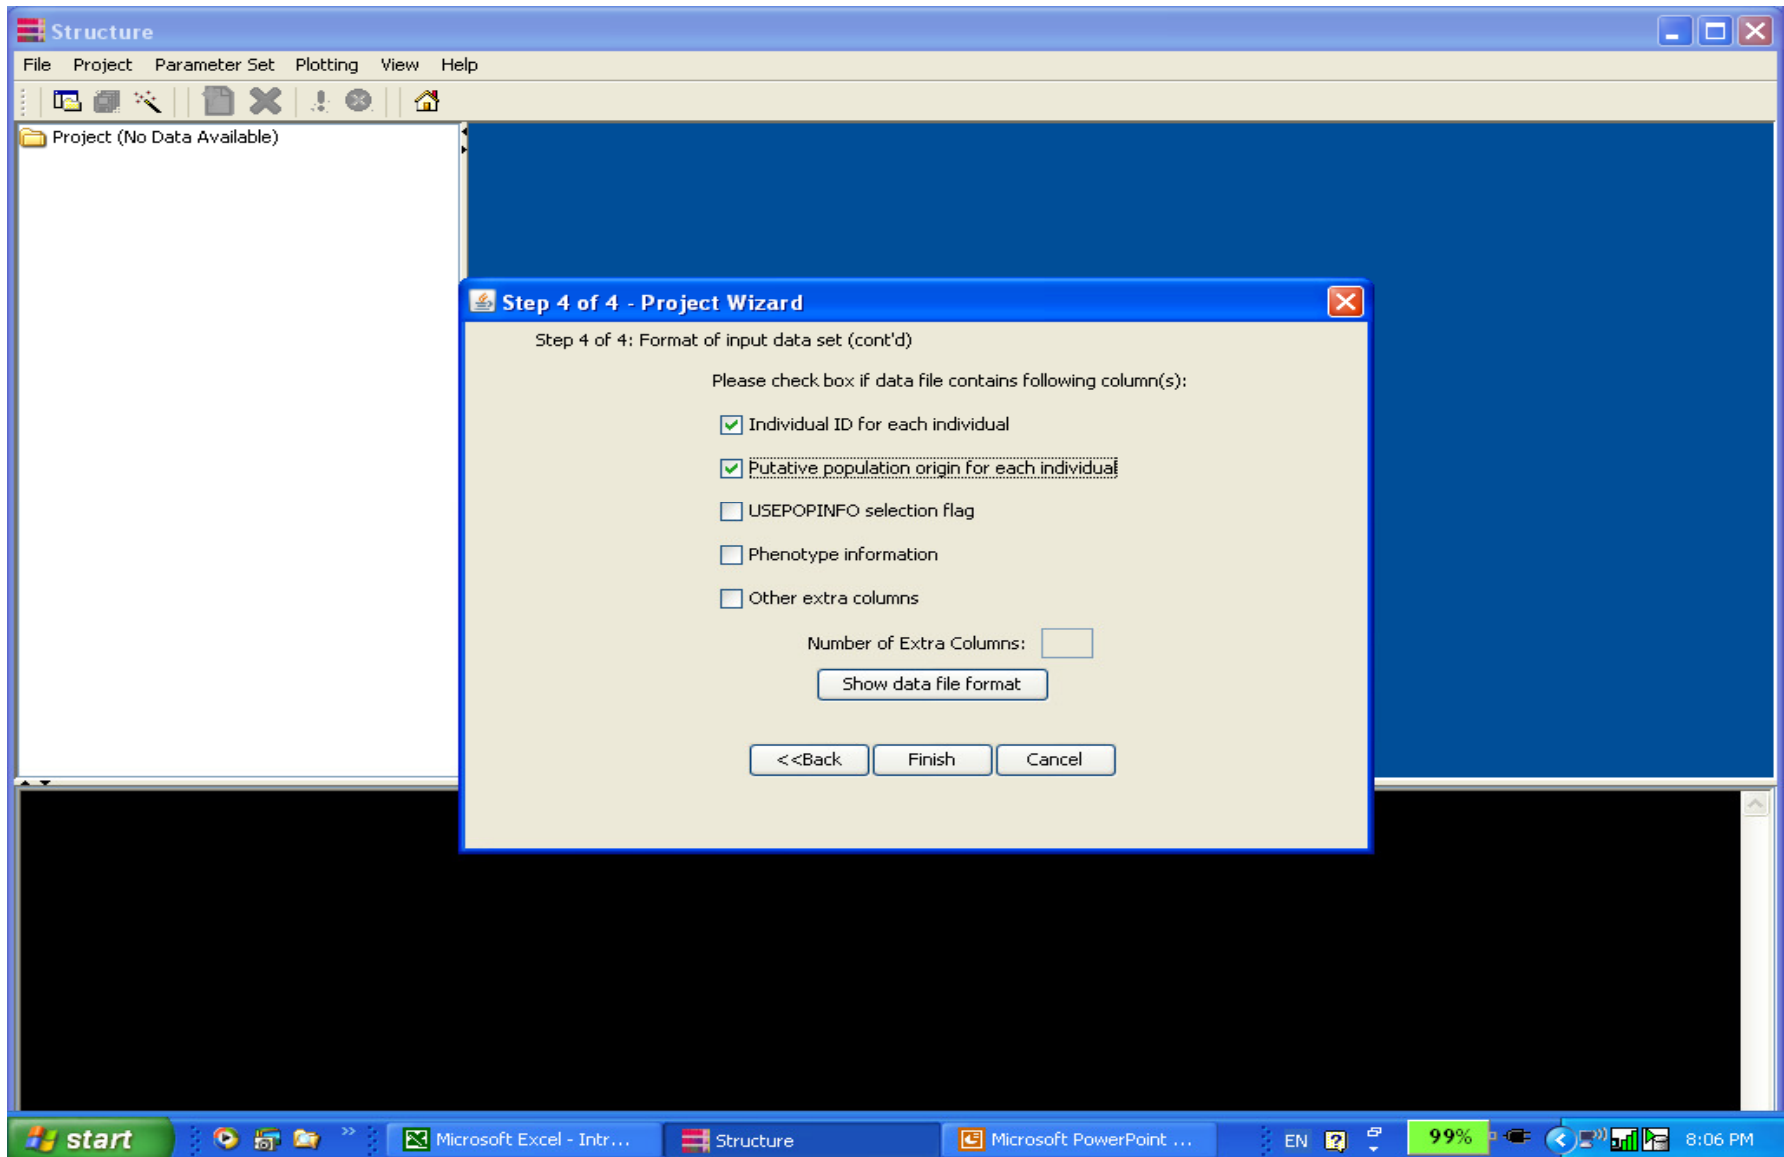 Structure
File Project Parameter Set Plotting View Help
Project (No Data Available)
Step 4 of 4 - Project Wizard
Step 4 of 4: Format of input data set (cont'd)
Please check box if data file contains following column(s):
Individual ID for each individual
Putative population origin for each individual
USEPOPINFO selection flag
Phenotype information
Other extra columns
Number of Extra Columns:
Show data file format
<<Back Finish Cancel
start Microsoft Excel - Intr... Structure Microsoft PowerPoint ... EN 99% 8:06 PM